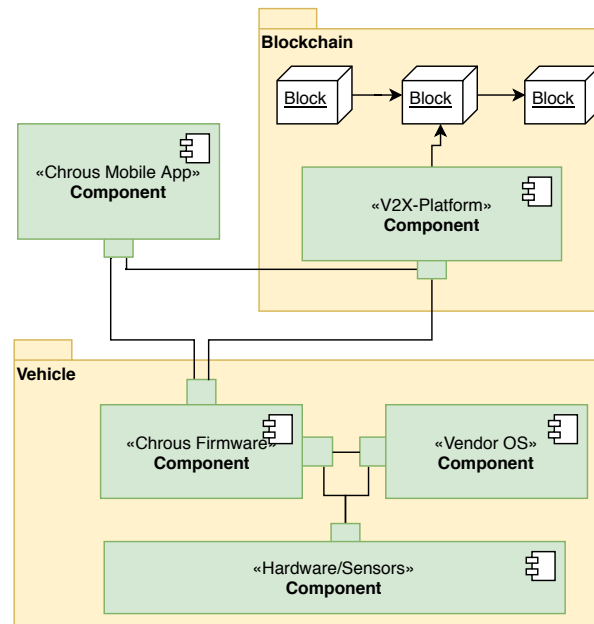 Blockchain
Block
Block
Block
«Chrous Mobile App»
Component
«V2X-Platform»
Component
Vehicle
«Chrous Firmware»
Component
«Vendor OS»
Component
«Hardware/Sensors»
Component